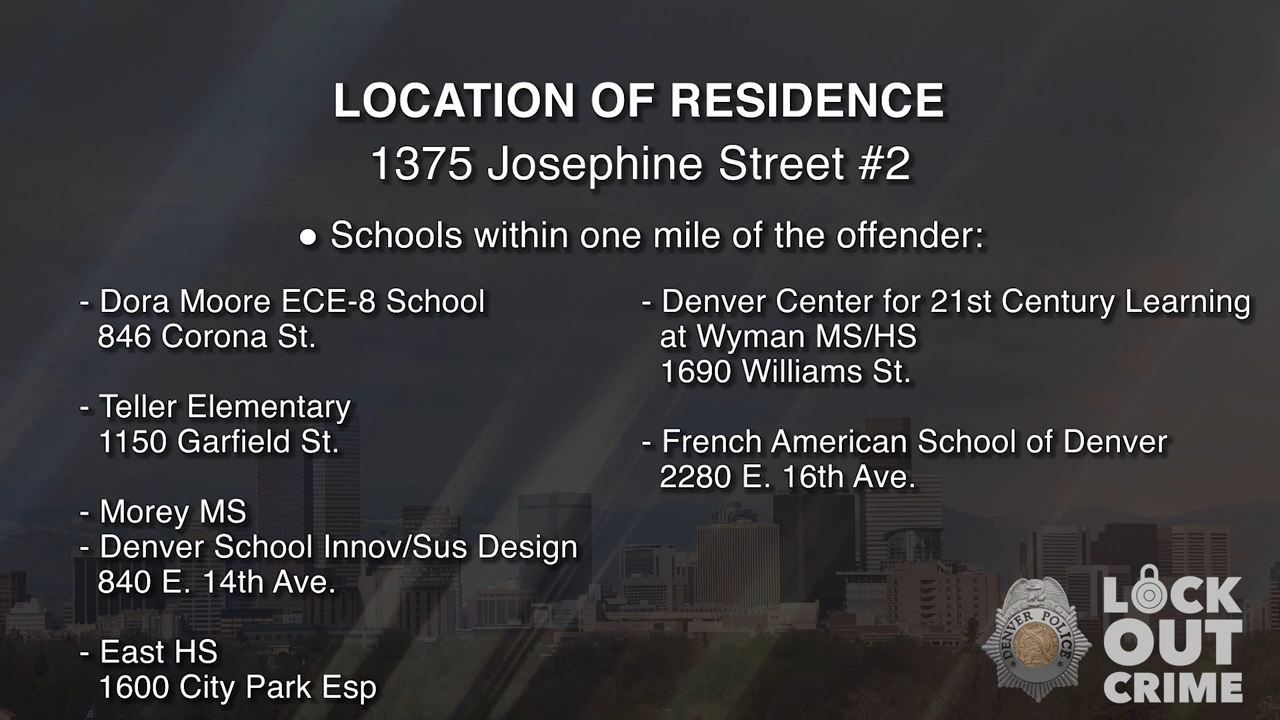 LOCATION OF RESIDENCE
1375 Josephine Street #2
● Schools within one mile of the offender:
- Dora Moore ECE-8 School
846 Corona St.
- Teller Elementary
1150 Garfield St.
- Morey MS
- Denver School Innov/Sus Design
840 E. 14th Ave.
- East HS
1600 City Park Esp
- Denver Center for 21st Century Learning
at Wyman MS/HS
1690 Williams St.
- French American School of Denver
2280 E. 16th Ave.
DENVER POLICE
LOCK
OUT
CRIME